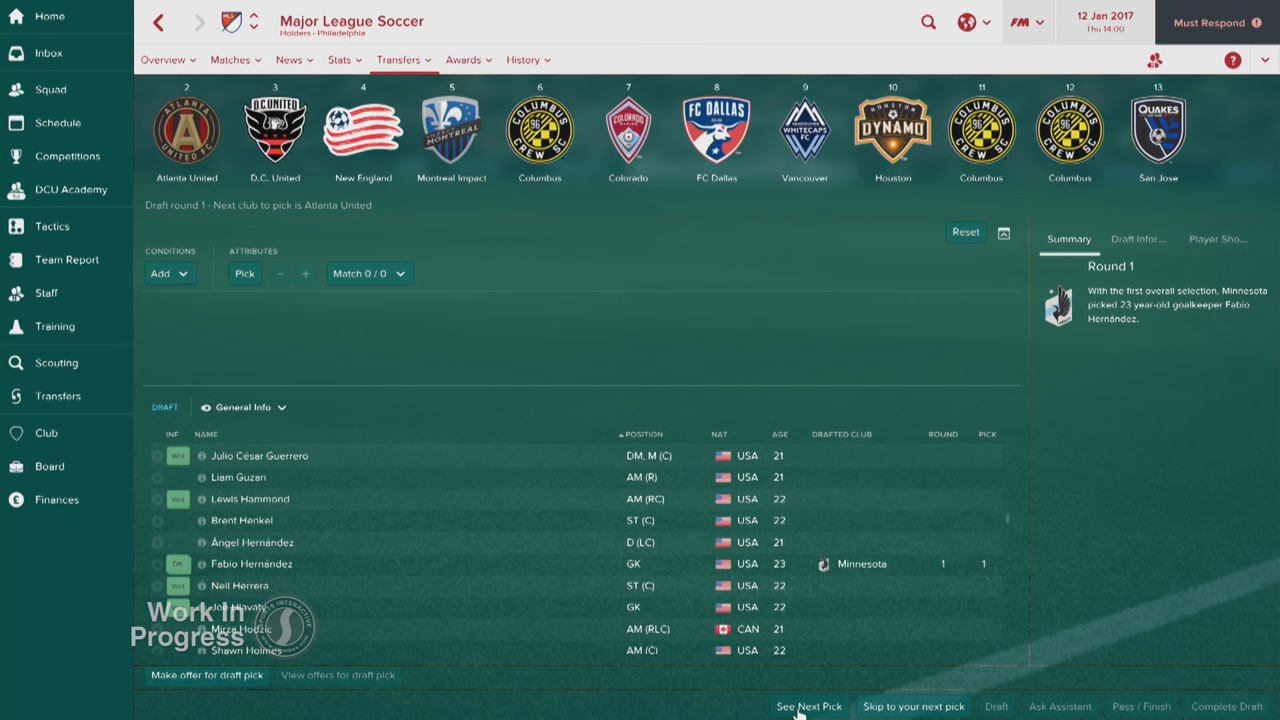 Home
Major League Soccer
Holders - Philadelphia
FM
12 Jan 2017
Thu 14:00
Must Respond
Inbox
Overview Matches News Stats Transfers Awards History
?
Squad
Schedule
Competitions
DCU Academy
Tactics
Team Report
Staff
Training
Scouting
Transfers
Club
Board
Finances
2 3 4 5 6 7 8 9 10 11 12 13
Atlanta United D.C. United New England Montreal Impact Columbus Colorado FC Dallas Vancouver Houston Columbus Columbus San Jose
Draft round 1 - Next club to pick is Atlanta United
Reset
CONDITIONS ATTRIBUTES
Add Pick - + Match 0 / 0
Summary Draft Infor... Player Sho...
Round 1
With the first overall selection, Minnesota
picked 23 year-old goalkeeper Fabio
Hernández.
DRAFT General Info
INF NAME POSITION NAT AGE DRAFTED CLUB ROUND PICK
Wnt Julio César Guerrero DM, M (C) USA 21
Liam Guzan AM (R) USA 21
Wnt Lewis Hammond AM (RC) USA 22
Brent Henkel ST (C) USA 22
Ángel Hernández D (LC) USA 21
Dft Fabio Hernández GK USA 23 Minnesota 1 1
Wnt Neil Herrera ST (C) USA 22
Joe Hlavaty GK USA 22
Mirza Hodzic AM (RLC) CAN 21
Shawn Holmes AM (C) USA 22
Work In
Progress
Make offer for draft pick View offers for draft pick
See Next Pick Skip to your next pick Draft Ask Assistant Pass / Finish Complete Draft